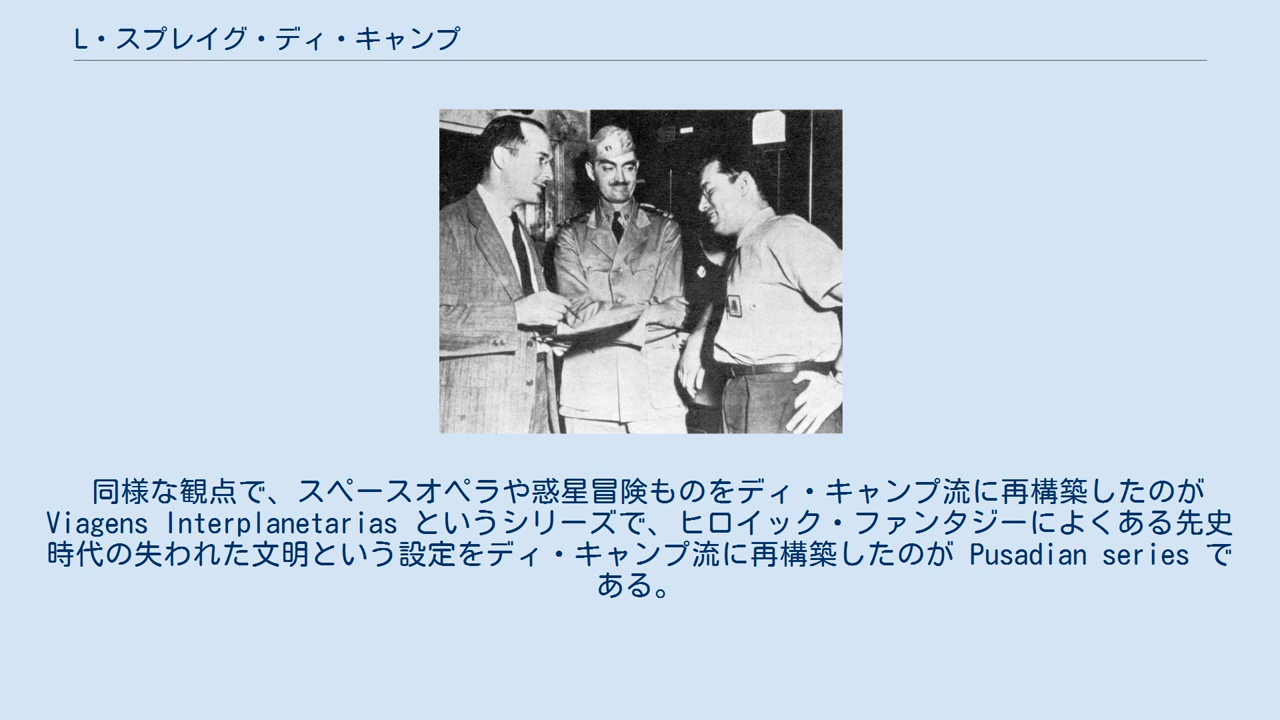 L・スプレイグ・ディ・キャンプ
同様な観点で、スペースオペラや惑星冒険ものをディ・キャンプ流に再構築したのが
Viagens Interplanetarias というシリーズで、ヒロイック・ファンタジーによくある先史
時代の失われた文明という設定をディ・キャンプ流に再構築したのが Pusadian series で
ある。